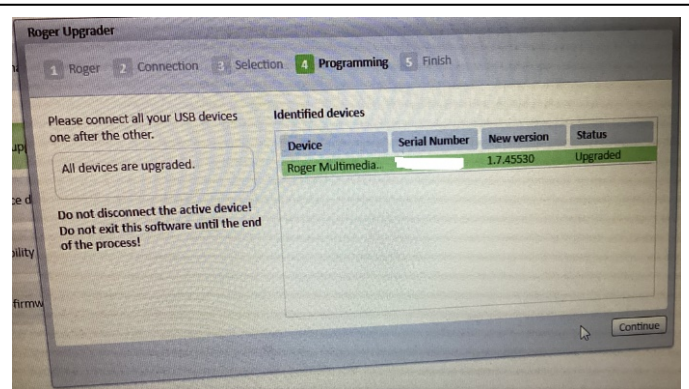 Roger Upgrader
1 Roger 2 Connection 3 Selection 4 Programming 5 Finish
Please connect all your USB devices
one after the other.
All devices are upgraded.
Do not disconnect the active device!
Do not exit this software until the end
of the process!
Identified devices
Device Serial Number New version Status
Roger Multimedia... 1.7.45530 Upgraded
bility
firmw
Continue